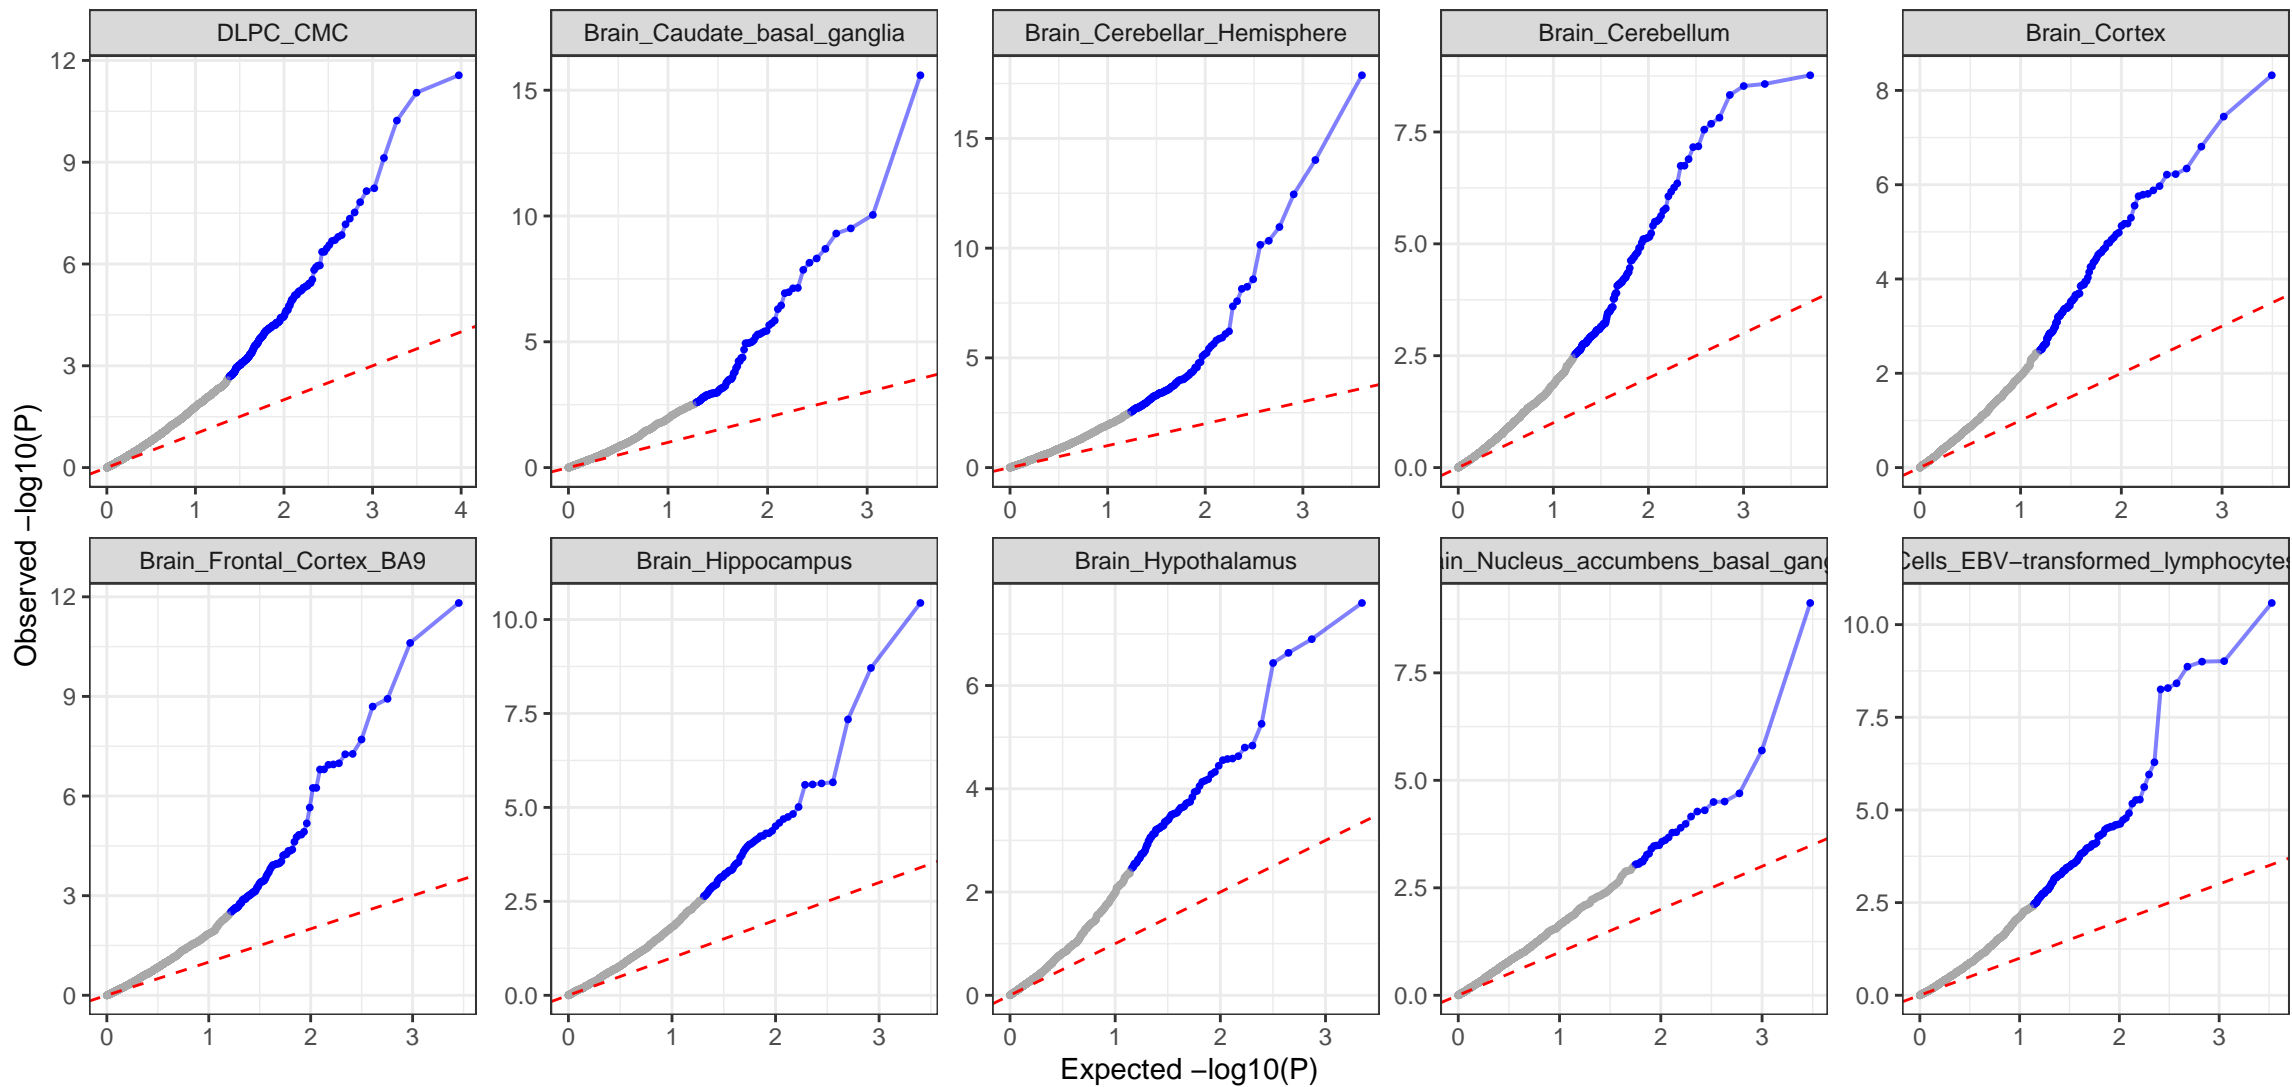 DLPC_CMC
Brain_Caudate_basal_ganglia
Brain_Cerebellar_Hemisphere
Brain_Cerebellum
Brain_Cortex
12
9
6
3
0
0 1 2 3 4
15
10
5
0
0 1 2 3
15
10
5
0
0 1 2 3
7.5
5.0
2.5
0.0
0 1 2 3
8
6
4
2
0
0 1 2 3
Observed −log10(P)
Brain_Frontal_Cortex_BA9
Brain_Hippocampus
Brain_Hypothalamus
ain_Nucleus_accumbens_basal_gang
Cells_EBV−transformed_lymphocytes
12
9
6
3
0
0 1 2 3
10.0
7.5
5.0
2.5
0.0
0 1 2 3
6
4
2
0
0 1 2 3
7.5
5.0
2.5
0.0
0 1 2 3
10.0
7.5
5.0
2.5
0.0
0 1 2 3
Expected −log10(P)